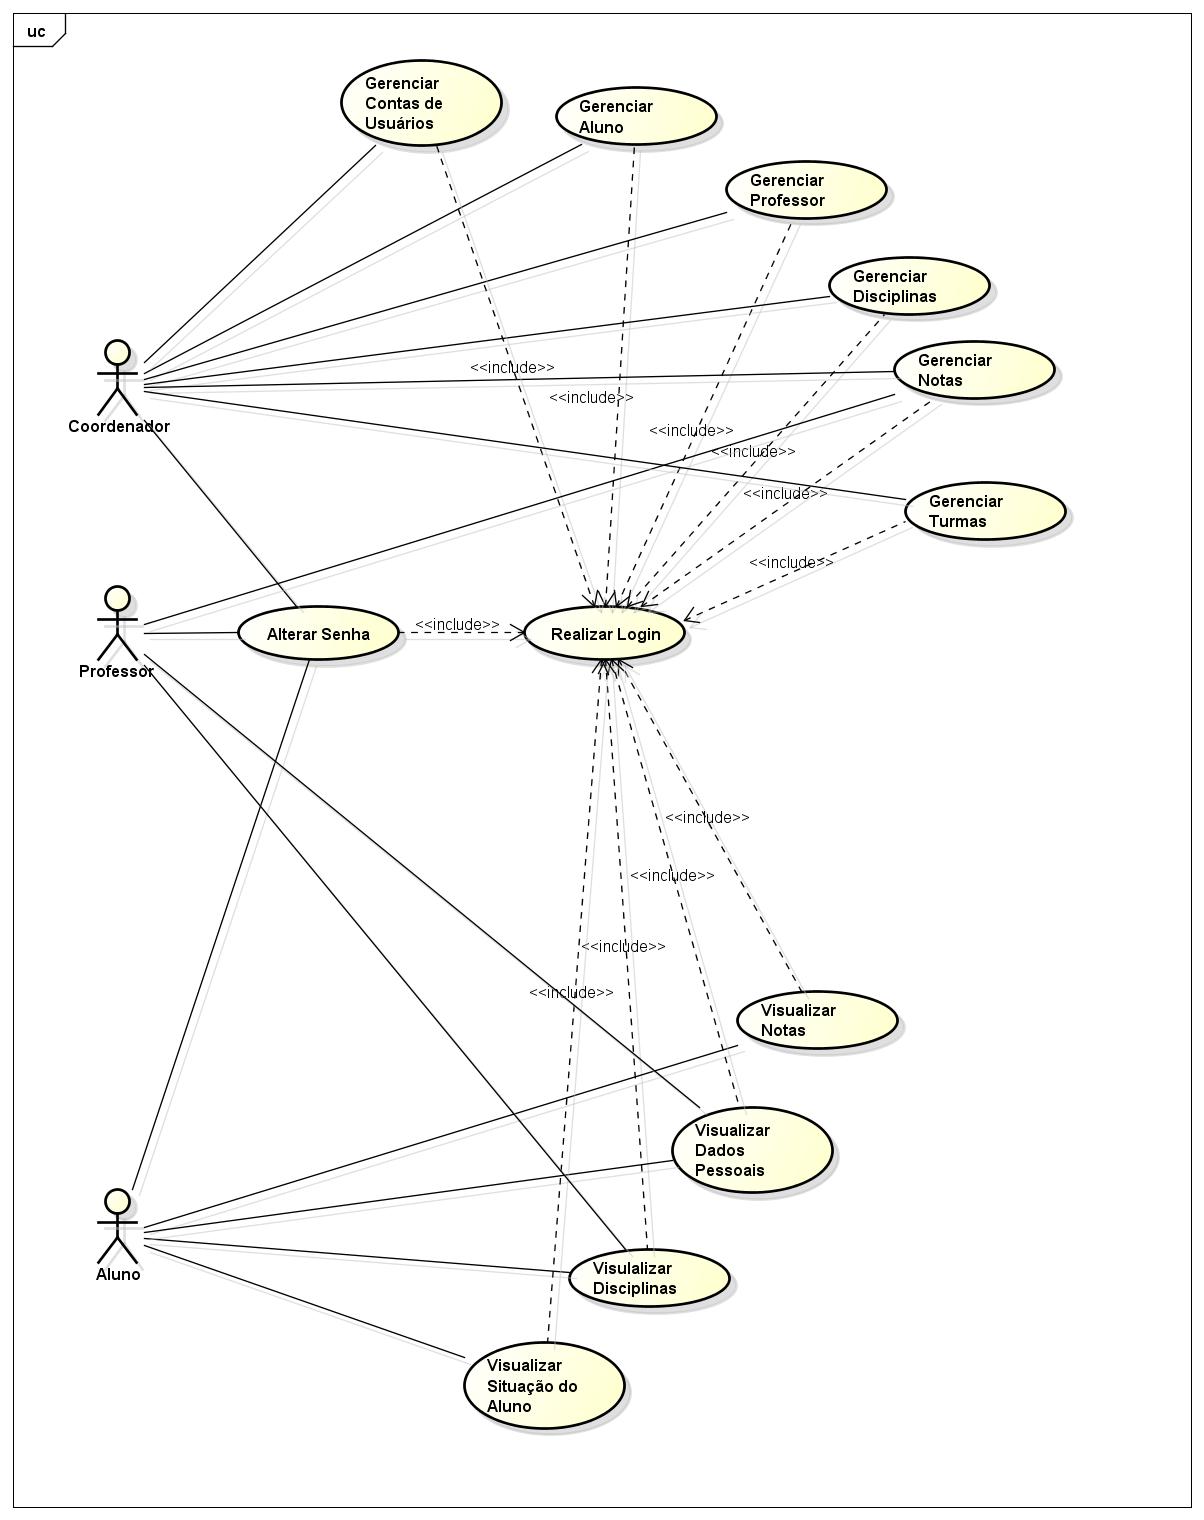 uc
Gerenciar
Contas de
Usuários
Gerenciar
Aluno
Gerenciar
Professor
Gerenciar
Disciplinas
Gerenciar
Notas
<<include>>
<<include>>
Coordenador
<<include>>
<<include>>
<<include>>
Gerenciar
Turmas
<<include>>
<<include>>
Alterar Senha
Realizar Login
Professor
<<include>>
<<include>>
<<include>>
<<include>>
Visualizar
Notas
Visualizar
Dados
Pessoais
Aluno
Visulalizar
Disciplinas
Visualizar
Situação do
Aluno